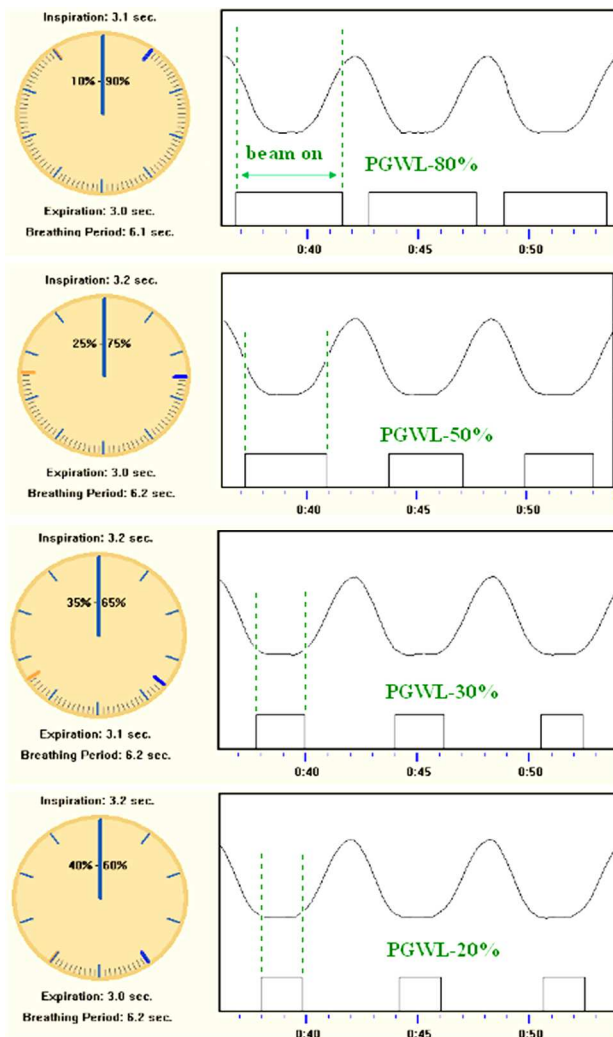 Inspiration: 3.1 sec.
10% - 90%
Expiration: 3.0 sec.
Breathing Period: 6.1 sec.
beam on
PGWL-80%
0:40 0:45 0:50
Inspiration: 3.2 sec.
25% - 75%
Expiration: 3.0 sec.
Breathing Period: 6.2 sec.
PGWL-50%
0:40 0:45 0:50
Inspiration: 3.2 sec.
35% - 65%
Expiration: 3.1 sec.
Breathing Period: 6.2 sec.
PGWL-30%
0:40 0:45 0:50
Inspiration: 3.2 sec.
40% - 60%
Expiration: 3.0 sec.
Breathing Period: 6.2 sec.
PGWL-20%
0:40 0:45 0:50